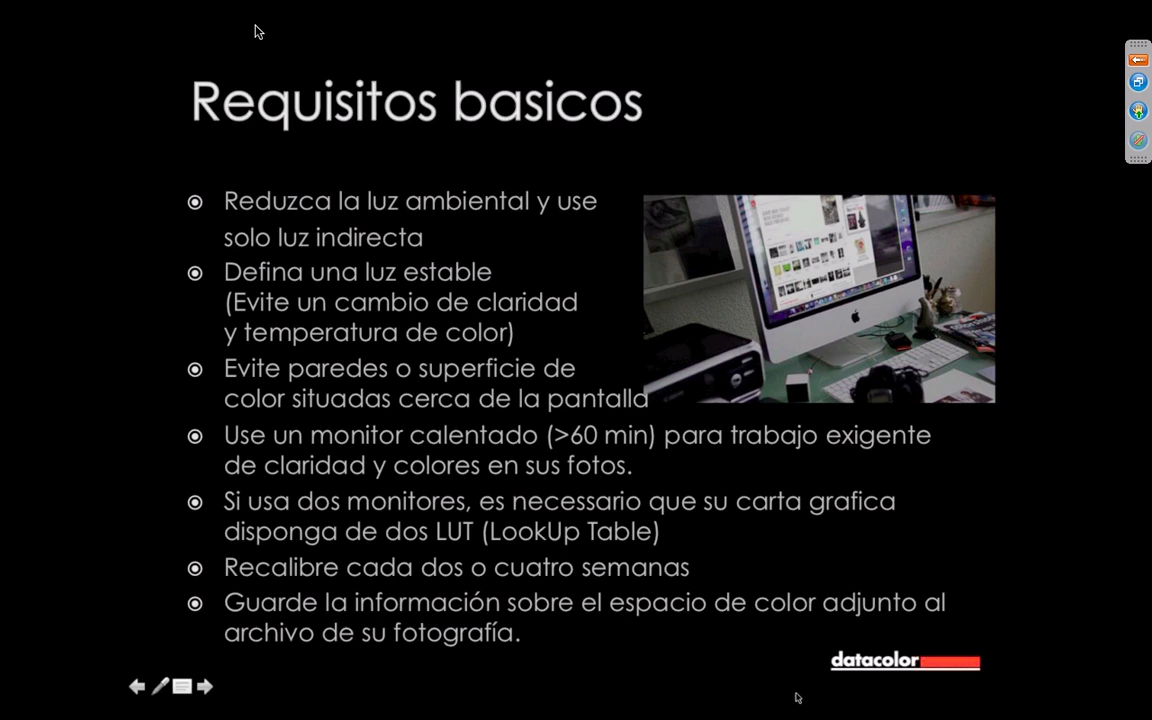 Requisitos basicos
Reduzca la luz ambiental y use
solo luz indirecta
Defina una luz estable
(Evite un cambio de claridad
y temperatura de color)
Evite paredes o superficie de
color situadas cerca de la pantalla
Use un monitor calentado (>60 min) para trabajo exigente
de claridad y colores en sus fotos.
Si usa dos monitores, es necesario que su carta grafica
disponga de dos LUT (LookUp Table)
Recalibre cada dos o cuatro semanas
Guarde la información sobre el espacio de color adjunto al
archivo de su fotografía.
datacolor